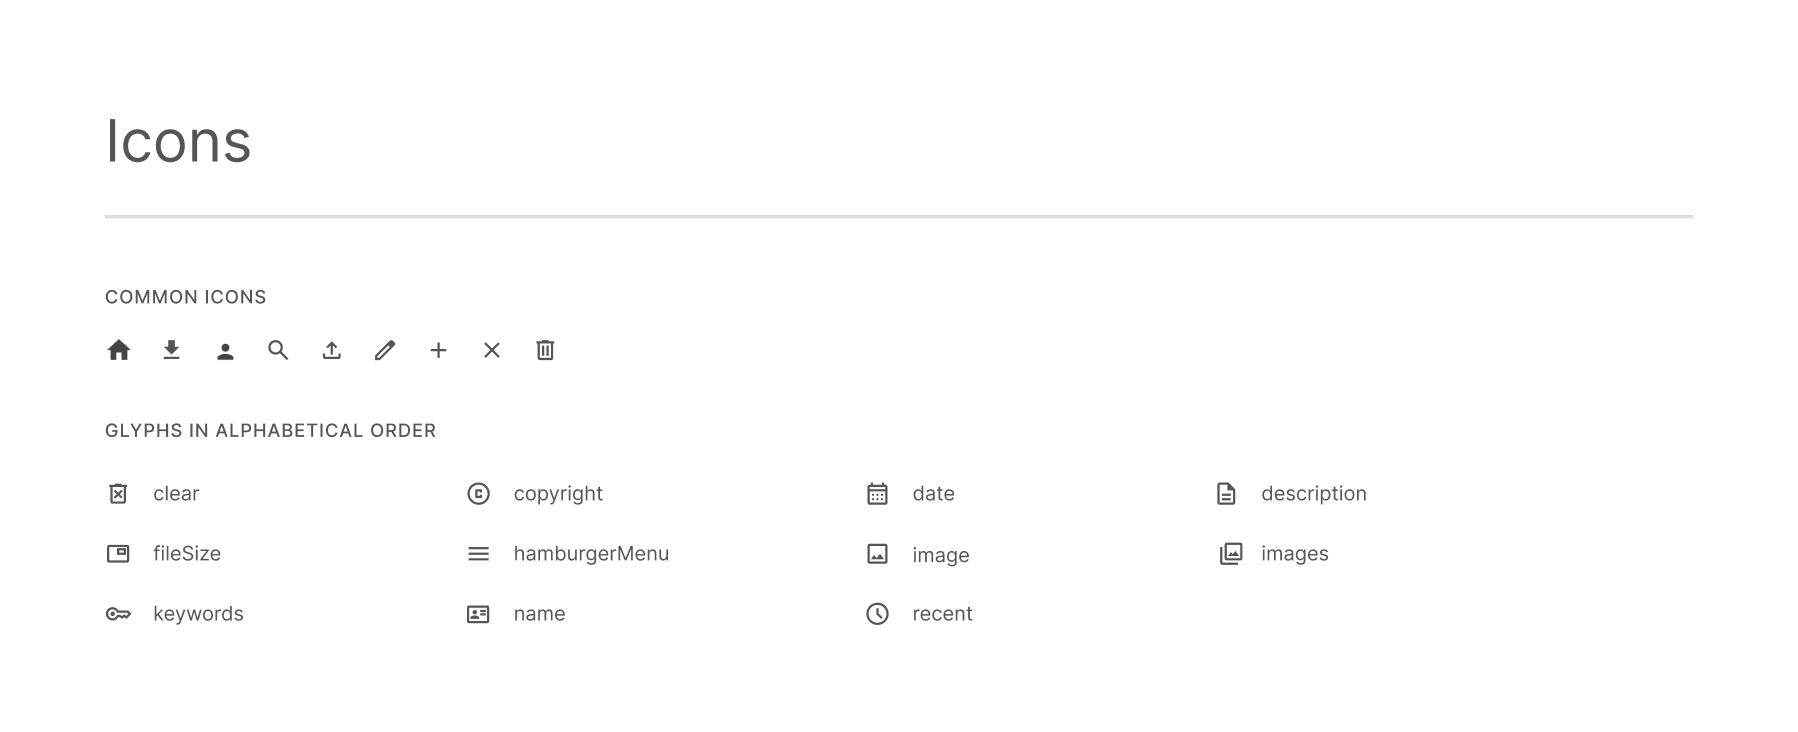 Icons
COMMON ICONS
GLYPHS IN ALPHABETICAL ORDER
clear copyright date description
fileSize hamburgerMenu image images
keywords name recent